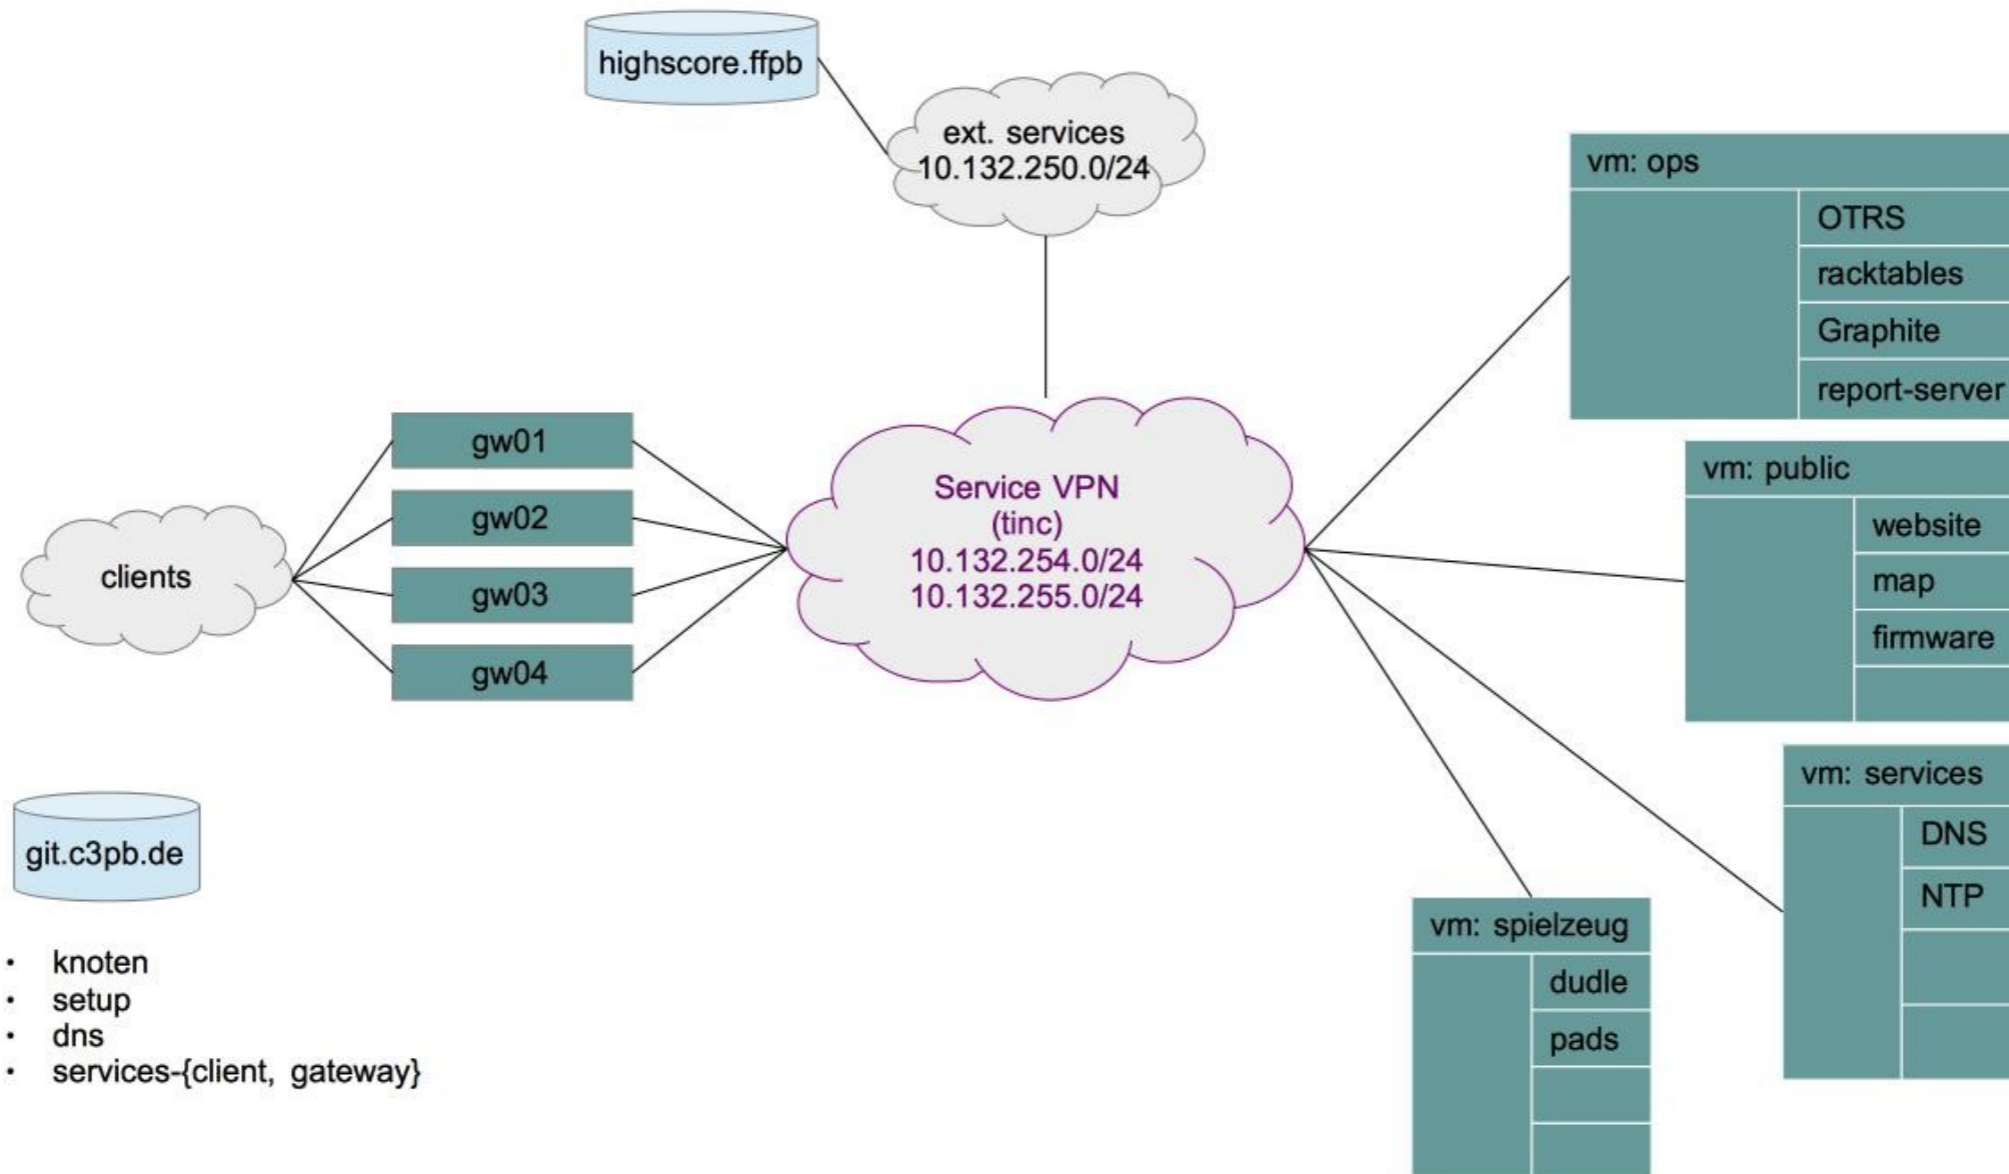 highscore.ffpb
ext. services
10.132.250.0/24
vm: ops
OTRS
racktables
Graphite
report-server
gw01
gw02
gw03
gw04
clients
Service VPN
(tinc)
10.132.254.0/24
10.132.255.0/24
vm: public
website
map
firmware
vm: services
DNS
NTP
vm: spielzeug
dudle
pads
git.c3pb.de
· knoten
· setup
· dns
· services-{client, gateway}